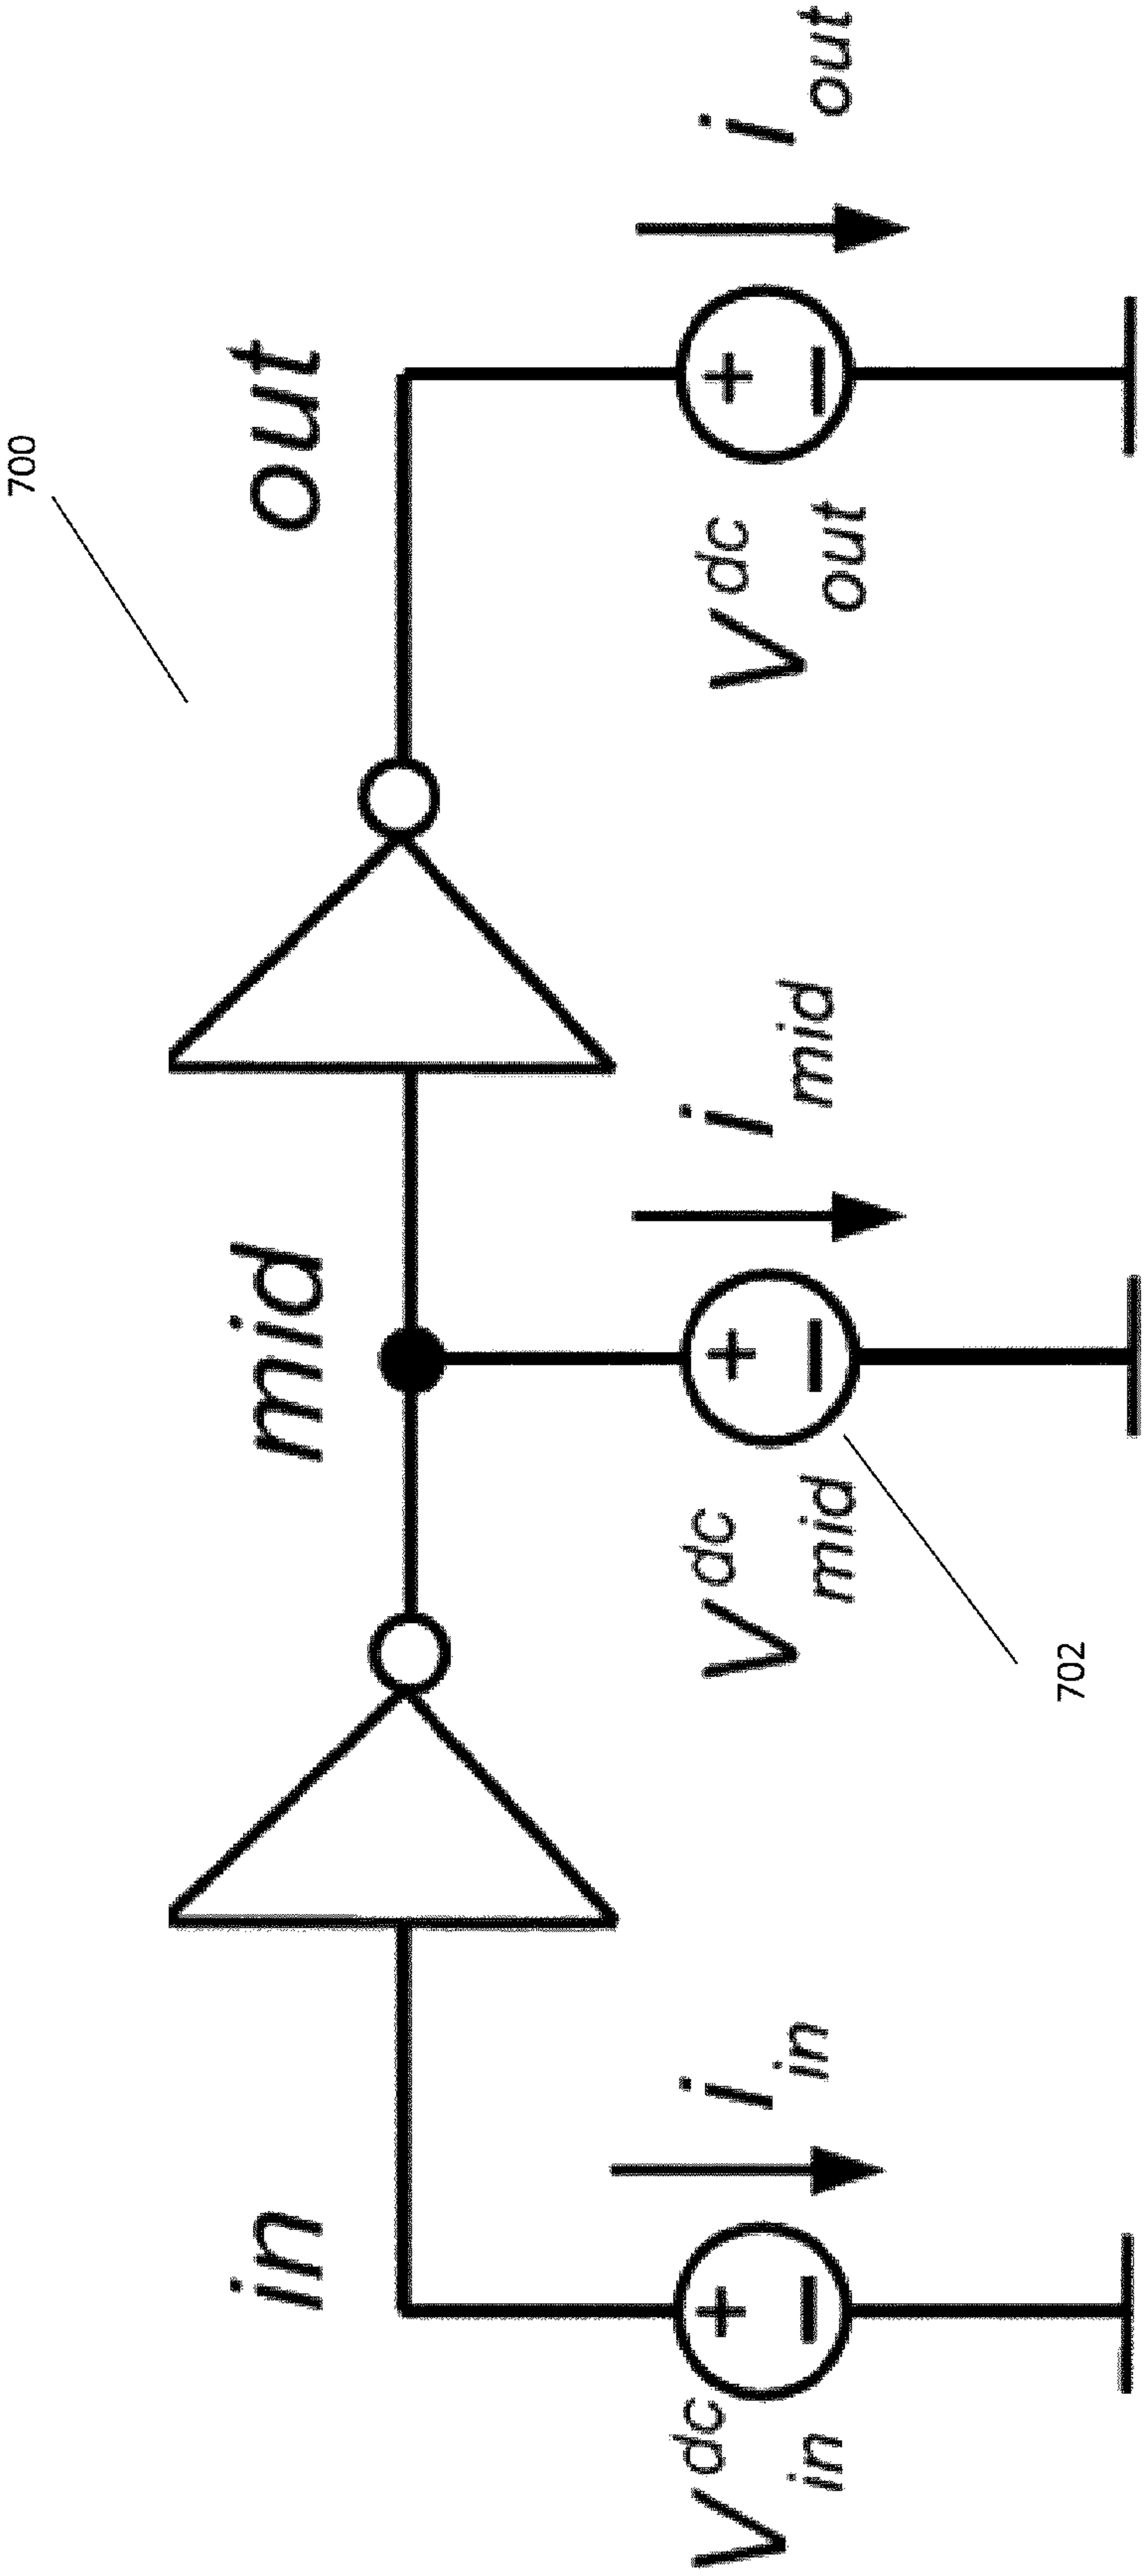 700
in mid out
V^dc_in i_in V^dc_mid i_mid V^dc_out i_out
+ − + − + −
702